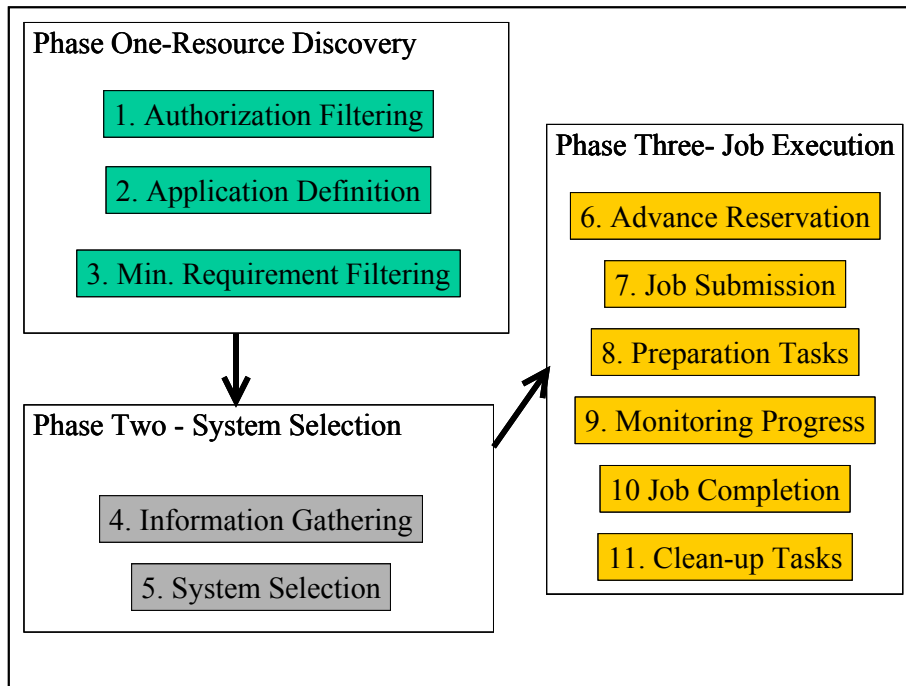 Phase One-Resource Discovery
1. Authorization Filtering
2. Application Definition
3. Min. Requirement Filtering
Phase Two - System Selection
4. Information Gathering
5. System Selection
Phase Three- Job Execution
6. Advance Reservation
7. Job Submission
8. Preparation Tasks
9. Monitoring Progress
10 Job Completion
11. Clean-up Tasks